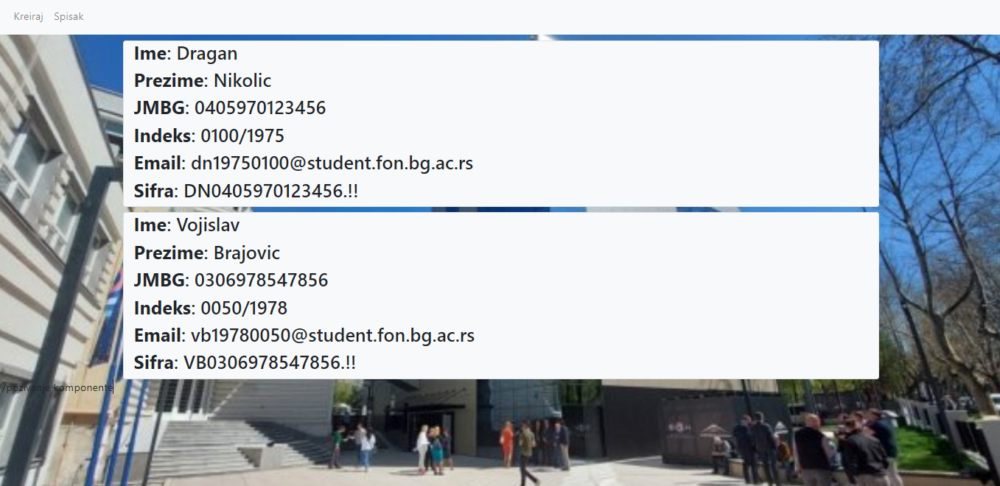 Kreiraj Spisak
Ime: Dragan
Prezime: Nikolic
JMBG: 0405970123456
Indeks: 0100/1975
Email: dn19750100@student.fon.bg.ac.rs
Sifra: DN0405970123456.!!
Ime: Vojislav
Prezime: Brajovic
JMBG: 0306978547856
Indeks: 0050/1978
Email: vb19780050@student.fon.bg.ac.rs
Sifra: VB0306978547856.!!
//pozivanje komponente